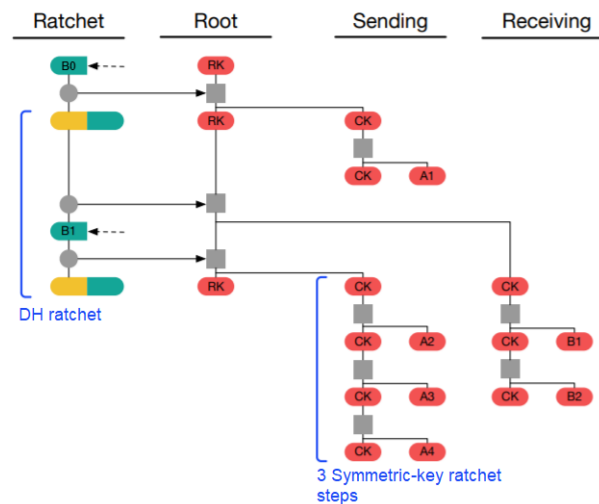 Ratchet Root Sending Receiving
B0 RK
RK CK
CK A1
B1
RK CK CK
CK A2 CK B1
CK A3 CK B2
CK A4
DH ratchet
3 Symmetric-key ratchet
steps